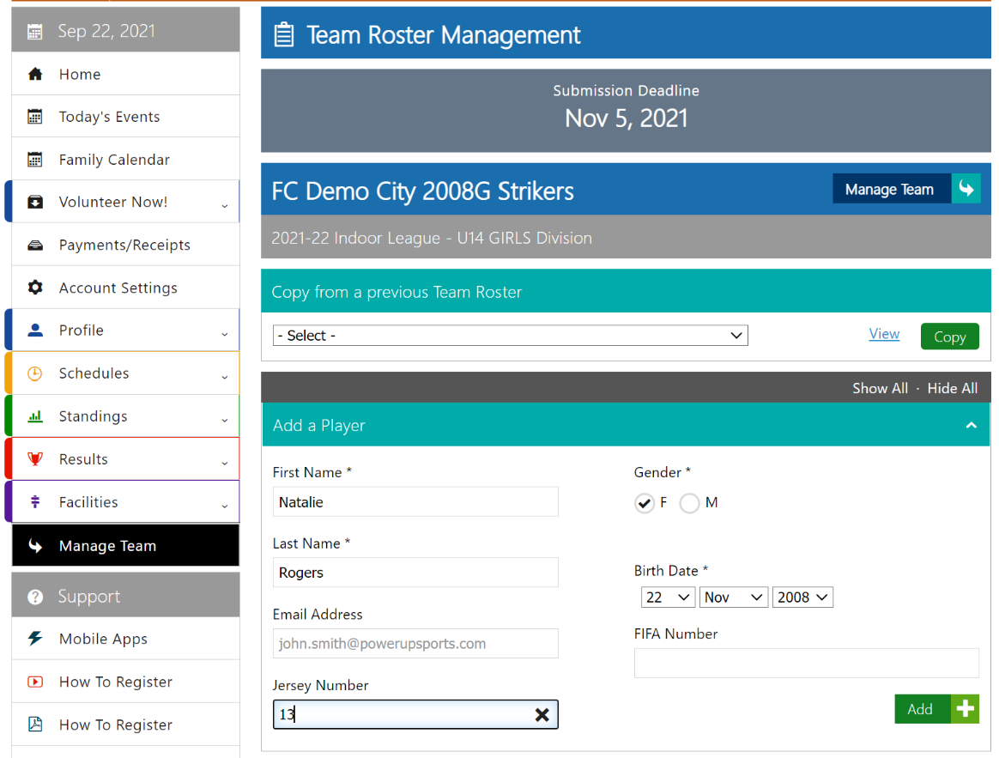 Sep 22, 2021
Home
Today's Events
Family Calendar
Volunteer Now!
Payments/Receipts
Account Settings
Profile
Schedules
Standings
Results
Facilities
Manage Team
Support
Mobile Apps
How To Register
How To Register
Team Roster Management
Submission Deadline
Nov 5, 2021
FC Demo City 2008G Strikers
Manage Team
2021-22 Indoor League - U14 GIRLS Division
Copy from a previous Team Roster
- Select -
View
Copy
Show All · Hide All
Add a Player
First Name *
Natalie
Last Name *
Rogers
Email Address
john.smith@powerupsports.com
Jersey Number
13
Gender *
F M
Birth Date *
22 Nov 2008
FIFA Number
Add